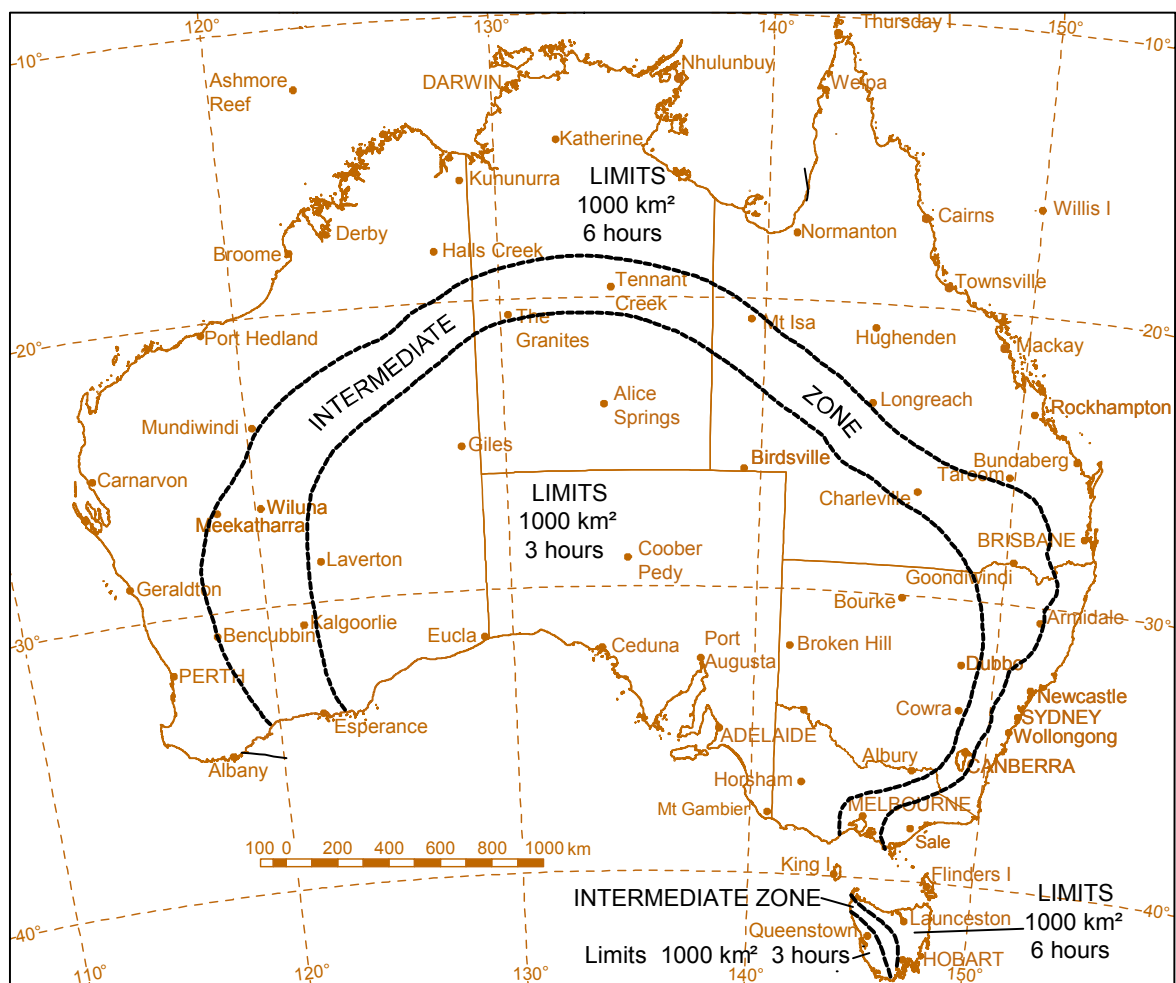 120°
130°
140°
150°
Thursday I
10°
10°
Nhulunbuy
Ashmore
Reef
DARWIN
Weipa
Katherine
LIMITS
1000 km²
6 hours
Kununurra
Willis I
Cairns
Derby
Normanton
Broome
Halls Creek
Tennant
Creek
Townsville
The
Granites
Mt Isa
Port Hedland
Hughenden
20°
20°
Mackay
INTERMEDIATE
ZONE
Alice
Springs
Longreach
Rockhampton
Mundiwindi
Giles
Birdsville
Bundaberg
Taroom
Carnarvon
LIMITS
1000 km²
3 hours
Charleville
Wiluna
Meekatharra
BRISBANE
Laverton
Coober
Pedy
Goondiwindi
Geraldton
Bourke
Armidale
30°
30°
Kalgoorlie
Bencubbin
Eucla
Ceduna
Port
Augusta
Broken Hill
Dubbo
PERTH
Newcastle
Cowra
SYDNEY
Esperance
ADELAIDE
Wollongong
Albury
CANBERRA
Albany
Horsham
MELBOURNE
Mt Gambier
Sale
100 0 200 400 600 800 1000 km
King I
Flinders I
INTERMEDIATE ZONE
LIMITS
1000 km²
6 hours
40°
40°
Launceston
Queenstown
Limits 1000 km² 3 hours
HOBART
110°
120°
130°
140°
150°